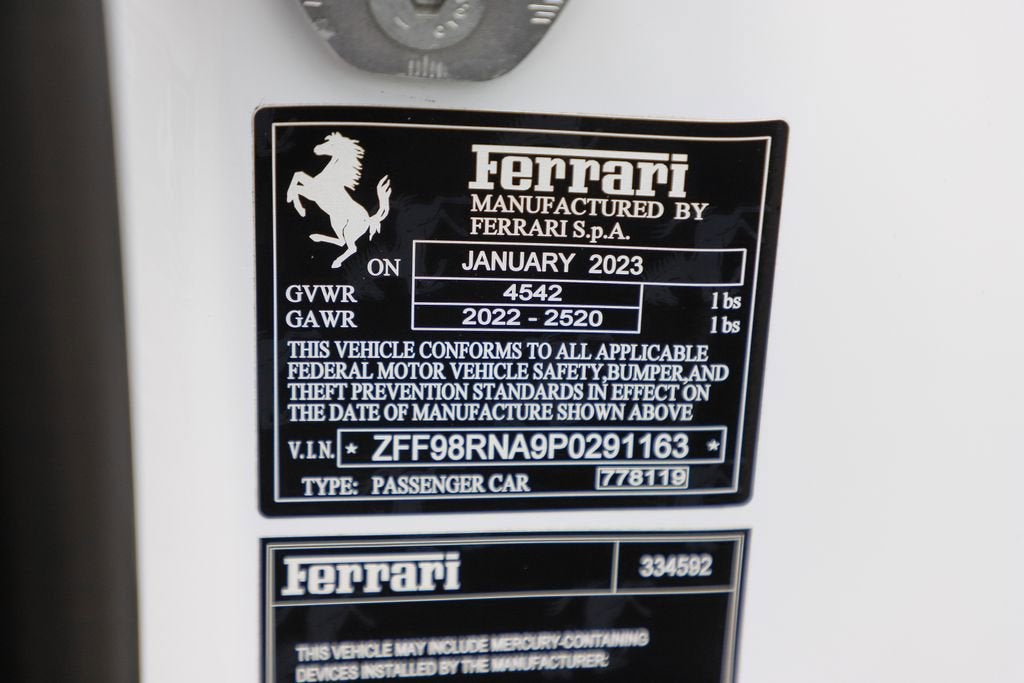 Ferrari
MANUFACTURED BY
FERRARI S.p.A.
ON JANUARY 2023
GVWR 4542 lbs
GAWR 2022 - 2520 lbs
THIS VEHICLE CONFORMS TO ALL APPLICABLE
FEDERAL MOTOR VEHICLE SAFETY,BUMPER,AND
THEFT PREVENTION STANDARDS IN EFFECT ON
THE DATE OF MANUFACTURE SHOWN ABOVE
V.I.N. * ZFF98RNA9P0291163 *
TYPE: PASSENGER CAR 778119
Ferrari 334592
THIS VEHICLE MAY INCLUDE MERCURY-CONTAINING
DEVICES INSTALLED BY THE MANUFACTURER: